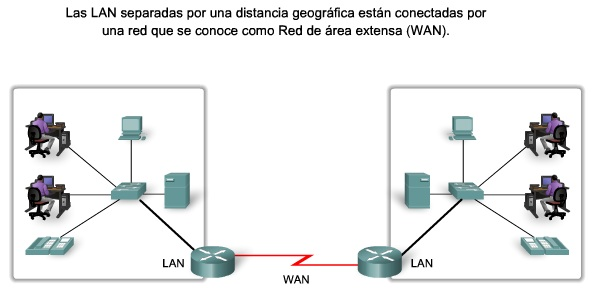 Las LAN separadas por una distancia geográfica están conectadas por
una red que se conoce como Red de área extensa (WAN).
LAN
WAN
LAN